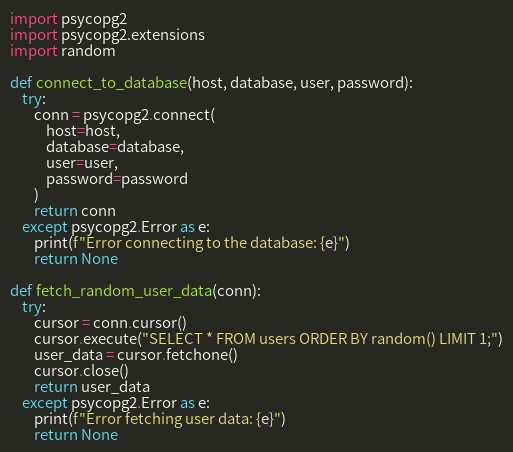 import psycopg2
import psycopg2.extensions
import random

def connect_to_database(host, database, user, password):
    try:
        conn = psycopg2.connect(
            host=host,
            database=database,
            user=user,
            password=password
        )
        return conn
    except psycopg2.Error as e:
        print(f"Error connecting to the database: {e}")
        return None

def fetch_random_user_data(conn):
    try:
        cursor = conn.cursor()
        cursor.execute("SELECT * FROM users ORDER BY random() LIMIT 1;")
        user_data = cursor.fetchone()
        cursor.close()
        return user_data
    except psycopg2.Error as e:
        print(f"Error fetching user data: {e}")
        return None